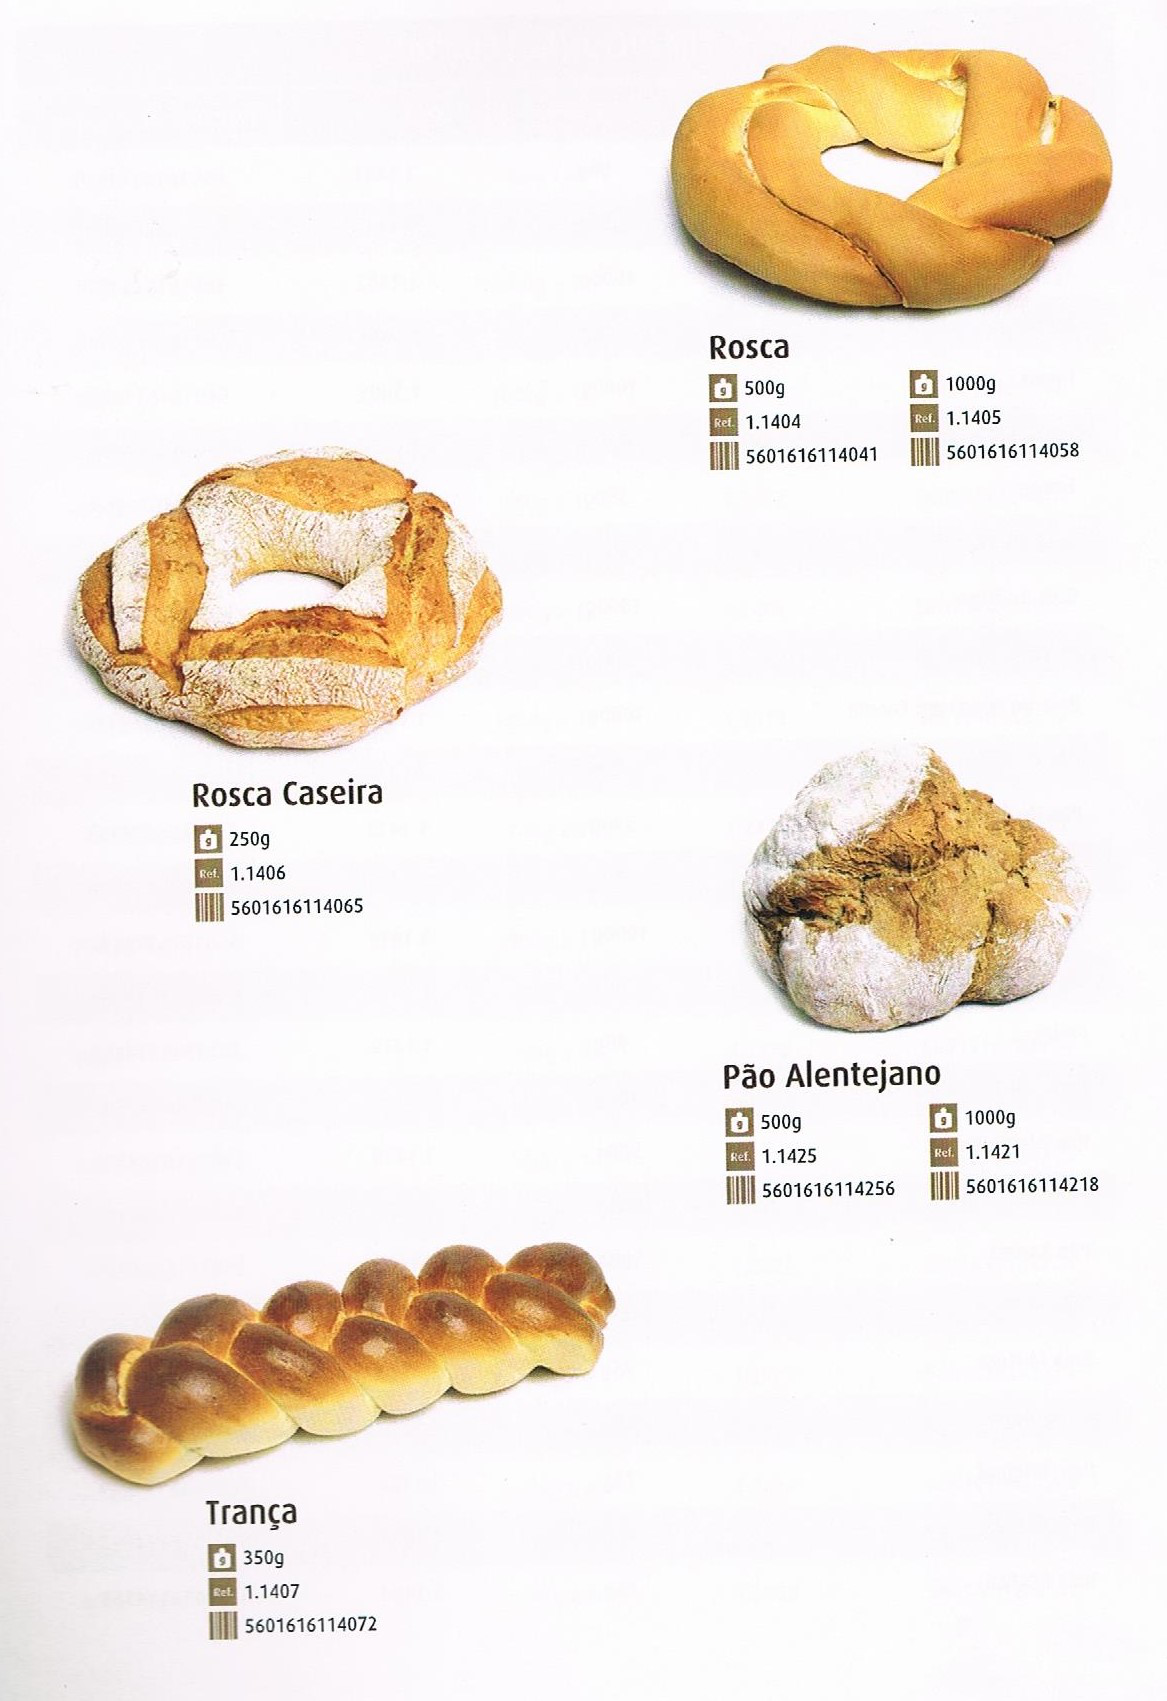 Rosca
500g 1000g
Ref. 1.1404 Ref. 1.1405
5601616114041 5601616114058
Rosca Caseira
g 250g
Ref. 1.1406
5601616114065
Pão Alentejano
g 500g g 1000g
Ref. 1.1425 Ref. 1.1421
5601616114256 5601616114218
Trança
g 350g
Ref. 1.1407
5601616114072